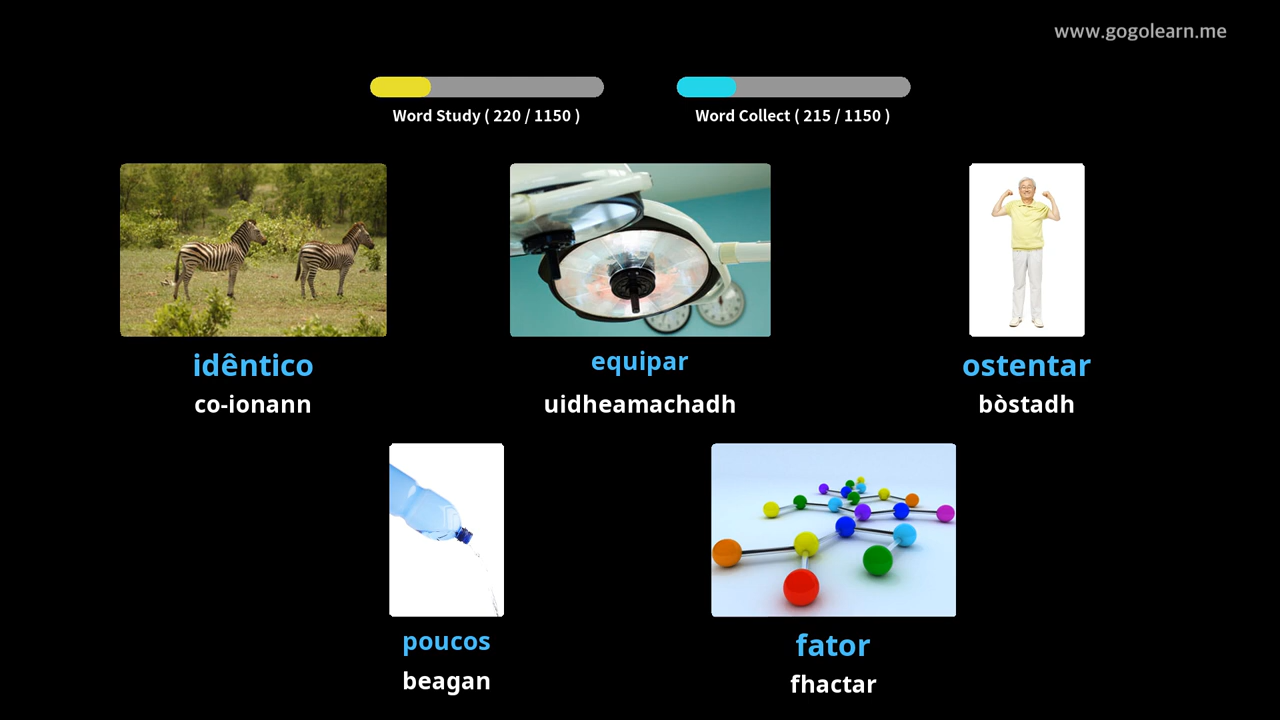 www.gogolearn.me
Word Study ( 220 / 1150 )
Word Collect ( 215 / 1150 )
idêntico
co-ionann
equipar
uidheamachadh
ostentar
bòstadh
poucos
beagan
fator
fhactar